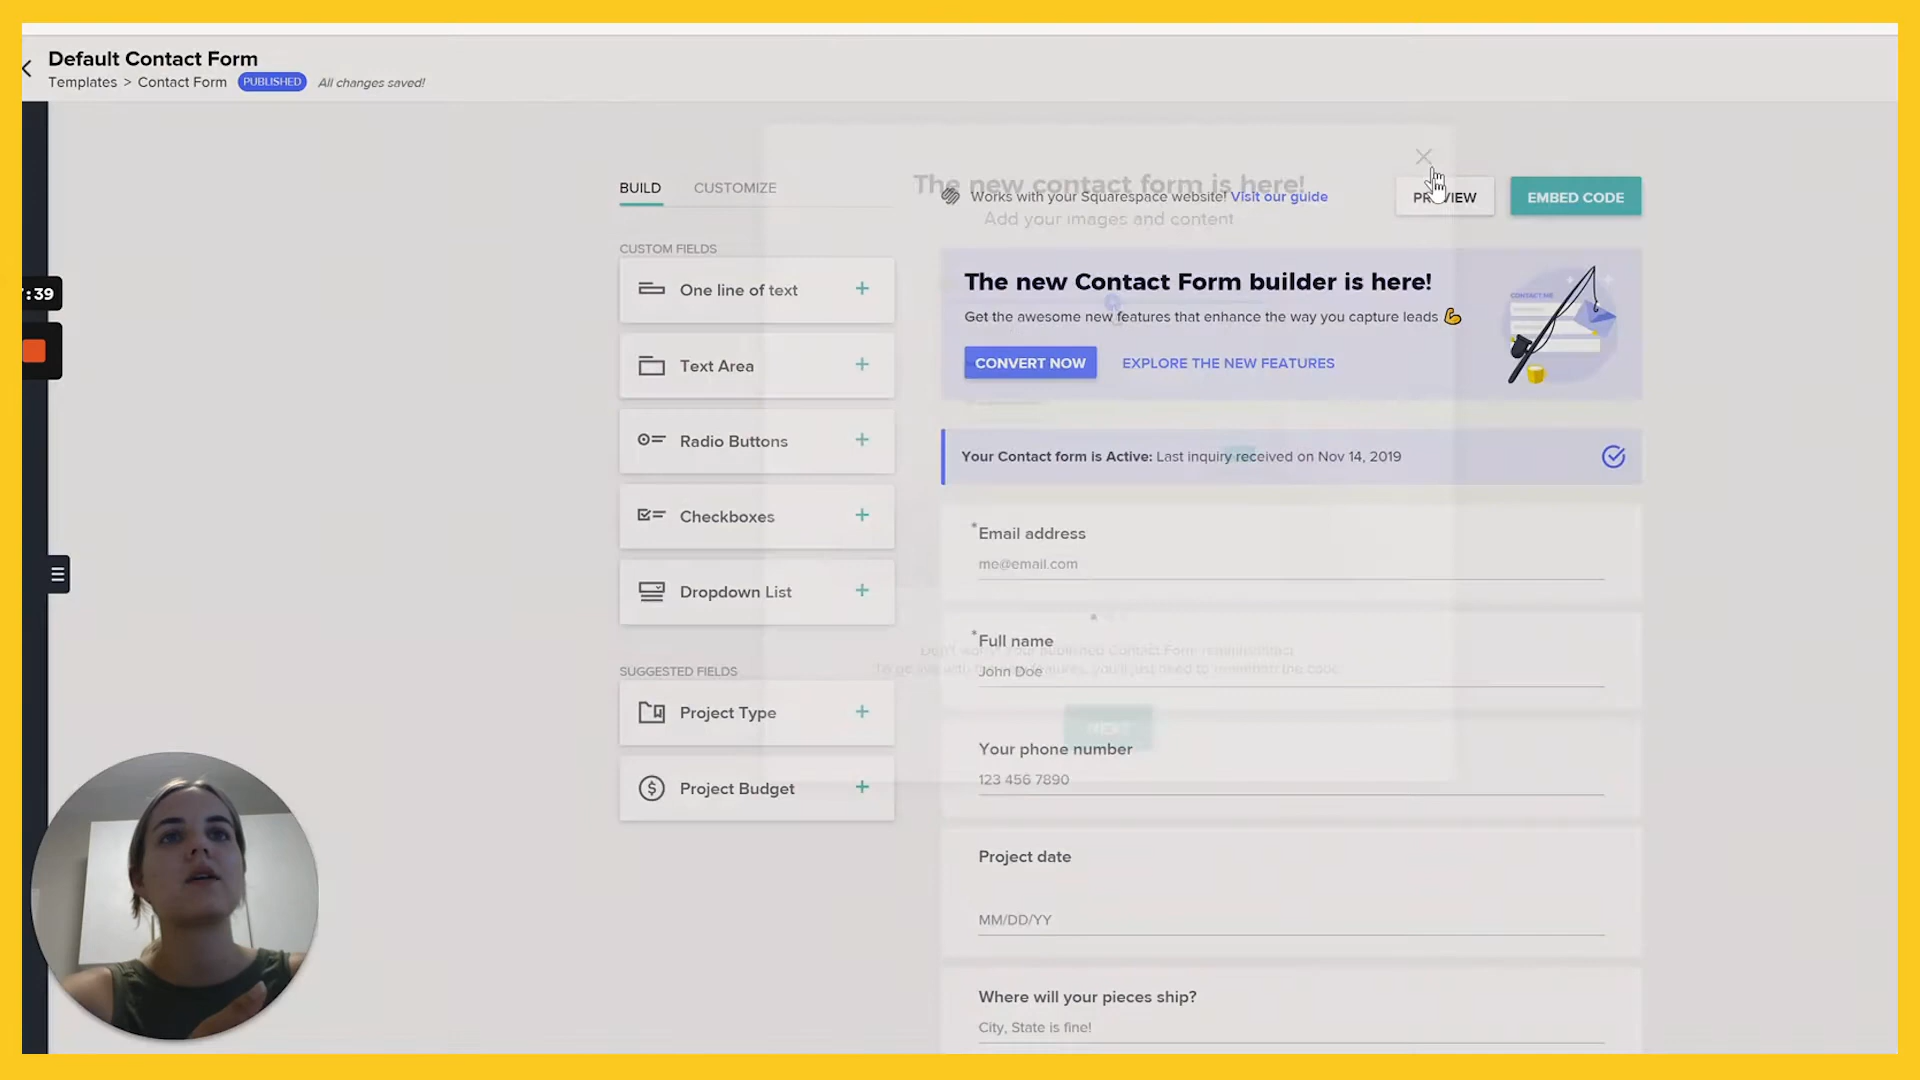 Default Contact Form
Templates > Contact Form PUBLISHED All changes saved!
:39
BUILD
CUSTOMIZE
CUSTOM FIELDS
One line of text +
Text Area +
Radio Buttons +
Checkboxes +
Dropdown List +
SUGGESTED FIELDS
Project Type +
$ Project Budget +
The new contact form is here!
Works with your Squarespace website! Visit our guide
Add your images and content
PREVIEW
EMBED CODE
The new Contact Form builder is here!
Get the awesome new features that enhance the way you capture leads 💪
CONVERT NOW
EXPLORE THE NEW FEATURES
CONTACT ME
Your Contact form is Active: Last inquiry received on Nov 14, 2019
*Email address
me@email.com
*Full name
John Doe
NEXT
Your phone number
123 456 7890
Project date
MM/DD/YY
Where will your pieces ship?
City, State is fine!